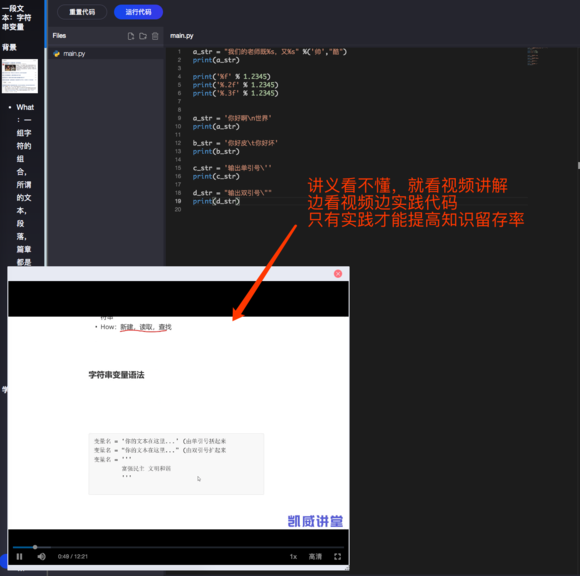 一段文
本：字符
串变量
背景
What
：一
组字
符的
组
合，
所谓
的文
本，
段
落，
篇章
都是
学
重置代码
运行代码
Files
main.py
main.py
1 a_str = "我们的老师既%s，又%s" %('帅',"酷")
2 print(a_str)
3
4 print('%f' % 1.2345)
5 print('%.2f' % 1.2345)
6 print('%.3f' % 1.2345)
7
8
9 a_str = '你好啊\n世界'
10 print(a_str)
11
12 b_str = '你好皮\t你好坏'
13 print(b_str)
14
15 c_str = '输出单引号\''
16 print(c_str)
17
18 d_str = "输出双引号\""
19 print(d_str)
20
讲义看不懂，就看视频讲解
边看视频边实践代码
只有实践才能提高知识留存率
符串
How：新建，读取，查找
字符串变量语法
变量名 = '你的文本在这里...' (由单引号括起来
变量名 = "你的文本在这里..." (由双引号扩起来
变量名 = '''
富强民主 文明和谐
'''
凯威讲堂
0:49 / 12:21
1x
高清